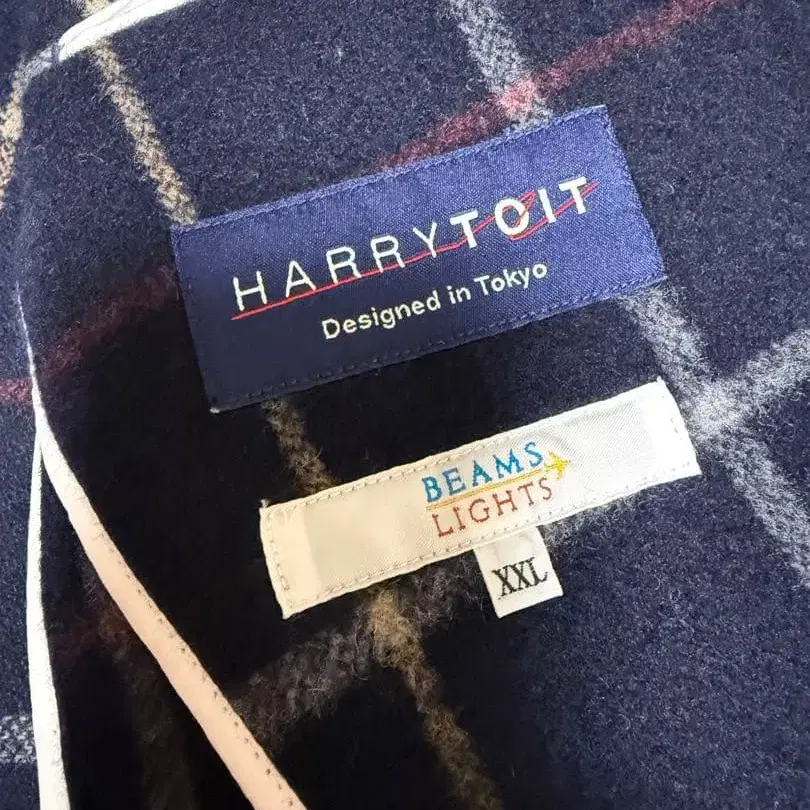 HARRYTOIT
Designed in Tokyo
BEAMS
LIGHTS
XXL